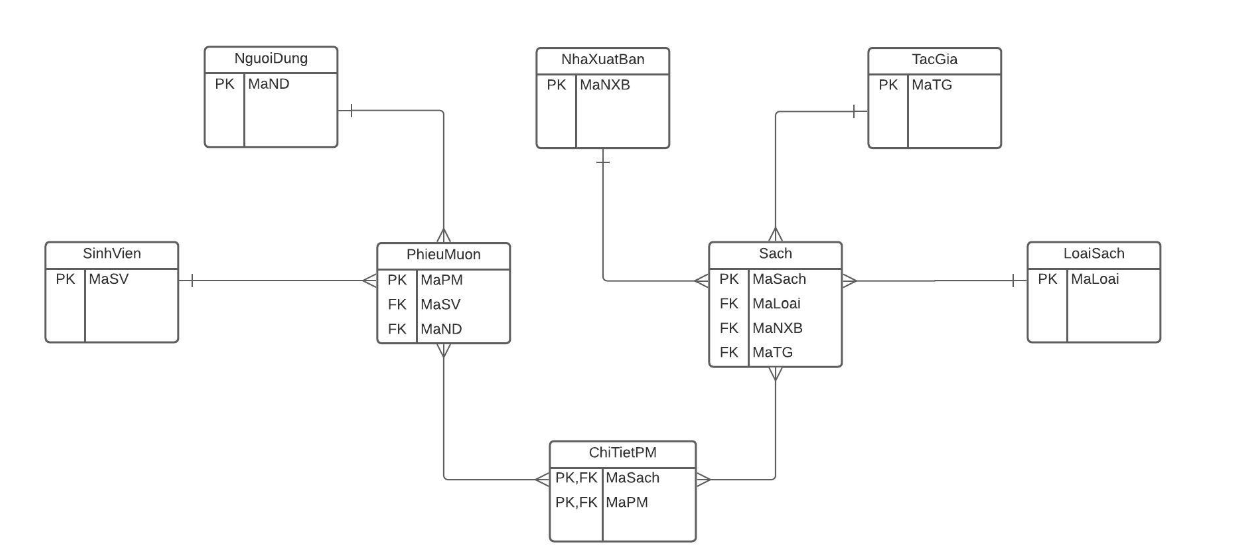 NguoiDung
PK MaND
NhaXuatBan
PK MaNXB
TacGia
PK MaTG
SinhVien
PK MaSV
PhieuMuon
PK MaPM
FK MaSV
FK MaND
Sach
PK MaSach
FK MaLoai
FK MaNXB
FK MaTG
LoaiSach
PK MaLoai
ChiTietPM
PK,FK MaSach
PK,FK MaPM